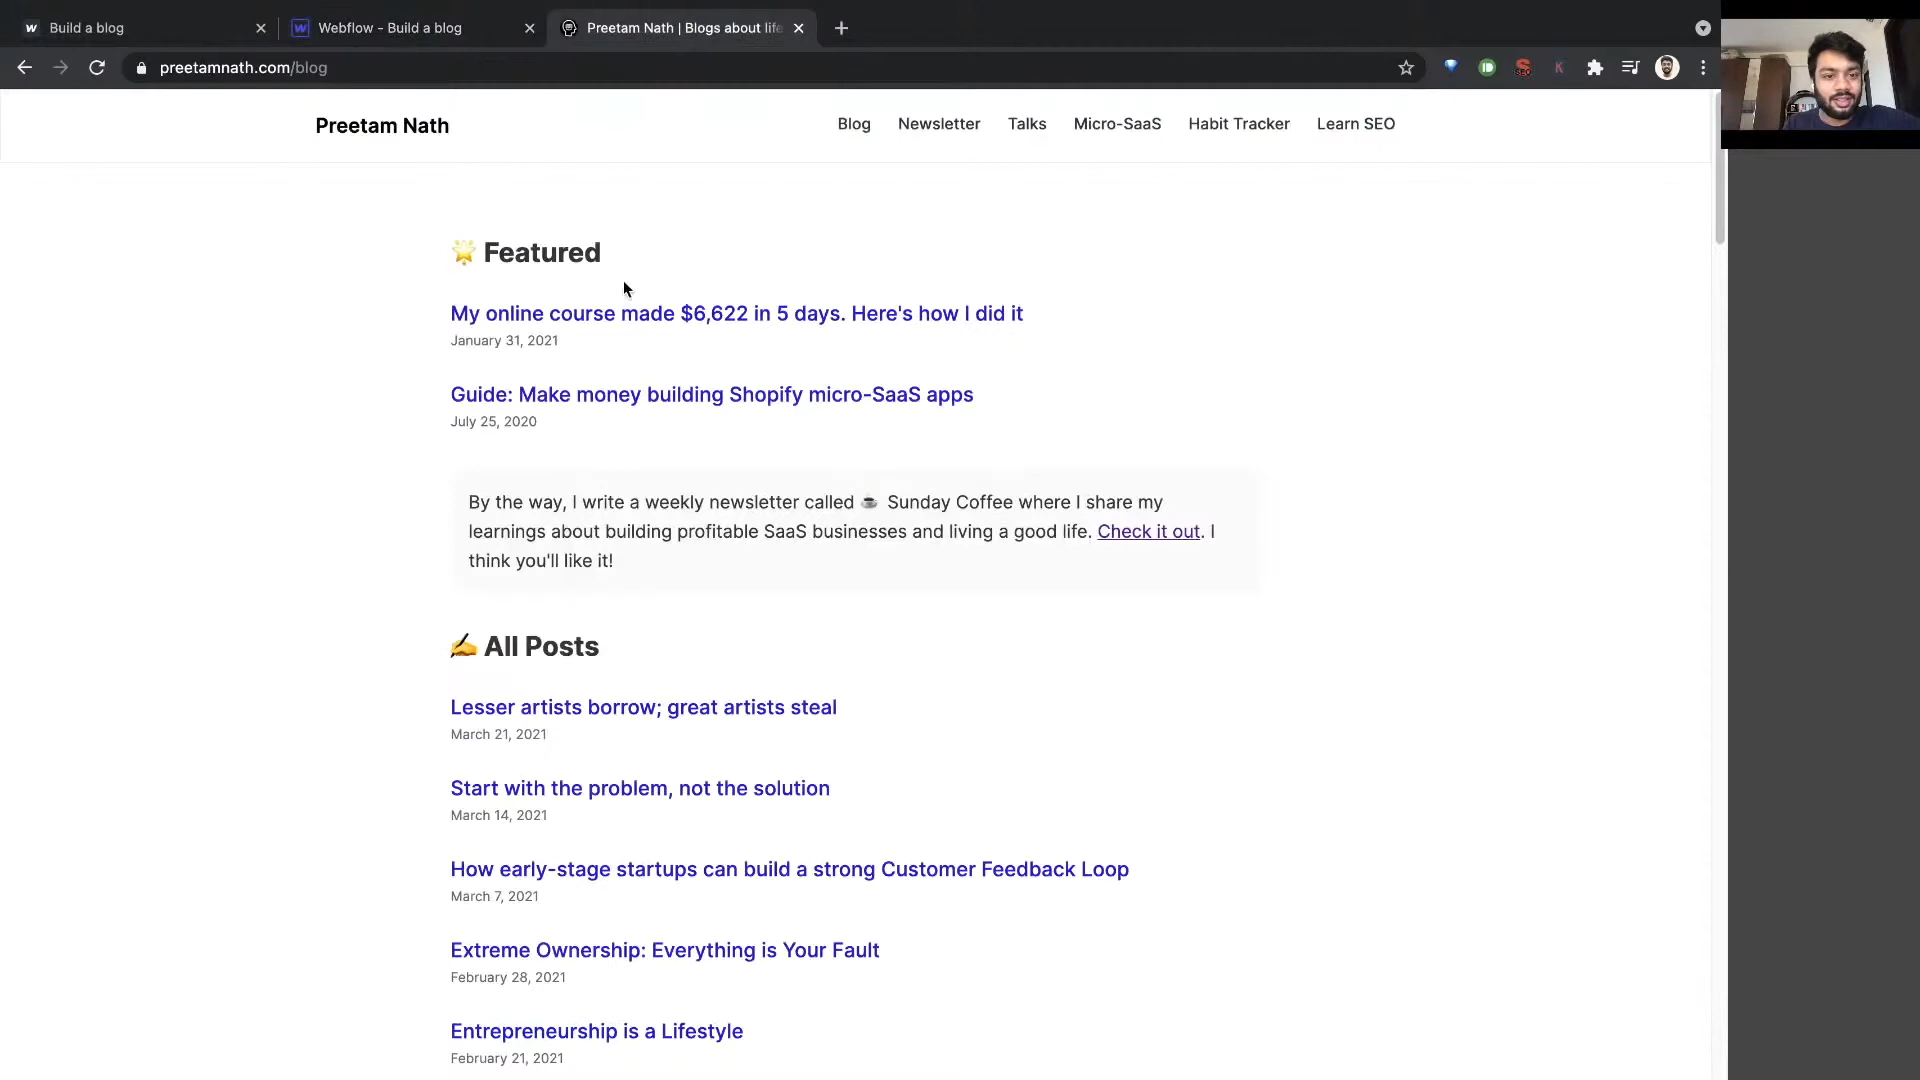 Build a blog
Webflow - Build a blog
Preetam Nath | Blogs about life
preetamnath.com/blog
Preetam Nath
Blog
Newsletter
Talks
Micro-SaaS
Habit Tracker
Learn SEO
Featured
My online course made $6,622 in 5 days. Here's how I did it
January 31, 2021
Guide: Make money building Shopify micro-SaaS apps
July 25, 2020
By the way, I write a weekly newsletter called ☕ Sunday Coffee where I share my
learnings about building profitable SaaS businesses and living a good life. Check it out. I
think you'll like it!
All Posts
Lesser artists borrow; great artists steal
March 21, 2021
Start with the problem, not the solution
March 14, 2021
How early-stage startups can build a strong Customer Feedback Loop
March 7, 2021
Extreme Ownership: Everything is Your Fault
February 28, 2021
Entrepreneurship is a Lifestyle
February 21, 2021